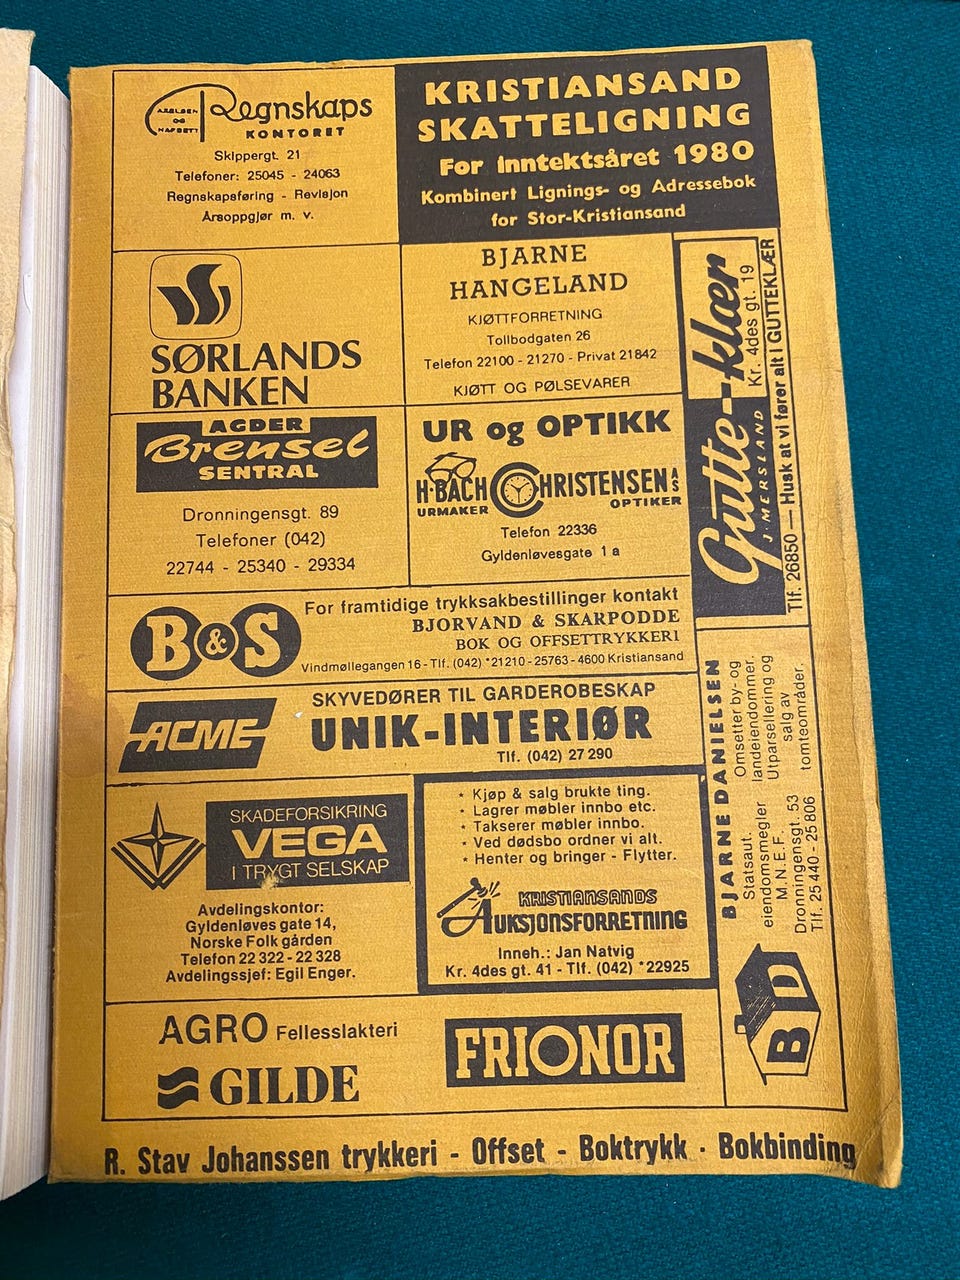 AXELSEN
OG
NAFSETT
Regnskaps
KONTORET
Skippergt. 21
Telefoner: 25045 - 24063
Regnskapsføring - Revisjon
Årsoppgjør m. v.
KRISTIANSAND
SKATTELIGNING
For inntektsåret 1980
Kombinert Lignings- og Adressebok
for Stor-Kristiansand
SØRLANDS
BANKEN
BJARNE
HANGELAND
KJØTTFORRETNING
Tollbodgaten 26
Telefon 22100 - 21270 - Privat 21842
KJØTT OG PØLSEVARER
Gutte-klær
J. MERSLAND
Kr. 4des gt. 19
Tlf. 26850 — Husk at vi fører alt i GUTTEKLÆR
AGDER
Brensel
SENTRAL
Dronningensgt. 89
Telefoner (042)
22744 - 25340 - 29334
UR og OPTIKK
H. BACH CHRISTENSEN A/S
URMAKER OPTIKER
Telefon 22336
Gyldenløvesgate 1 a
B&S
For framtidige trykksakbestillinger kontakt
BJORVAND & SKARPODDE
BOK OG OFFSETTRYKKERI
Vindmøllegangen 16 - Tlf. (042) *21210 - 25763 - 4600 Kristiansand
ACME
SKYVEDØRER TIL GARDEROBESKAP
UNIK-INTERIØR
Tlf. (042) 27 290
SKADEFORSIKRING
VEGA
I TRYGT SELSKAP
Avdelingskontor:
Gyldenløves gate 14,
Norske Folk gården
Telefon 22 322 - 22 328
Avdelingssjef: Egil Enger.
* Kjøp & salg brukte ting.
* Lagrer møbler innbo etc.
* Takserer møbler innbo.
* Ved dødsbo ordner vi alt.
* Henter og bringer - Flytter.
KRISTIANSANDS
AUKSJONSFORRETNING
Inneh.: Jan Natvig
Kr. 4des gt. 41 - Tlf. (042) *22925
BJARNE DANIELSEN
Statsaut.
eiendomsmegler
M.N.E.F.
Dronningensgt. 53
Tlf. 25 440 - 25 806
Omsetter by- og
landeiendommer.
Utparsellering og
salg av
tomteområder.
BD
AGRO Fellesslakteri
GILDE
FRIONOR
R. Stav Johanssen trykkeri - Offset - Boktrykk - Bokbinding